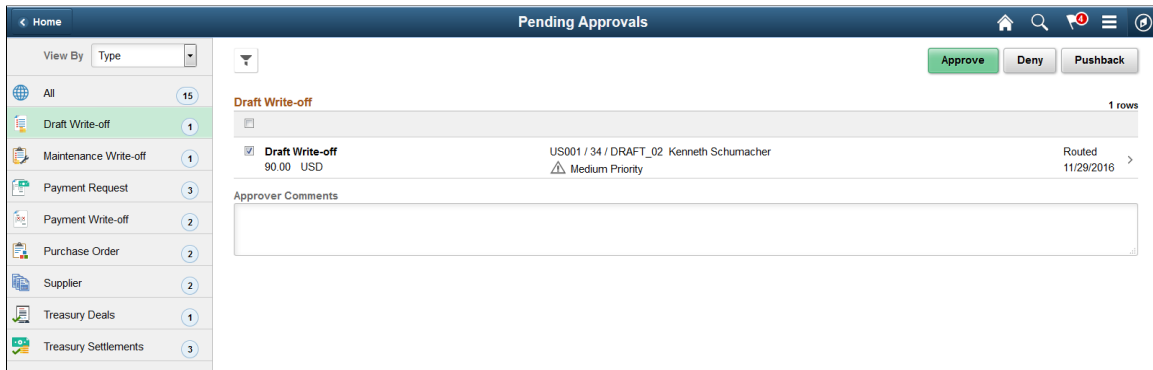 Home
Pending Approvals
4
View By Type
Approve
Deny
Pushback
All 15
Draft Write-off 1
Maintenance Write-off 1
Payment Request 3
Payment Write-off 2
Purchase Order 2
Supplier 2
Treasury Deals 1
Treasury Settlements 3
Draft Write-off
1 rows
Draft Write-off US001 / 34 / DRAFT_02 Kenneth Schumacher Routed
90.00 USD Medium Priority 11/29/2016
Approver Comments